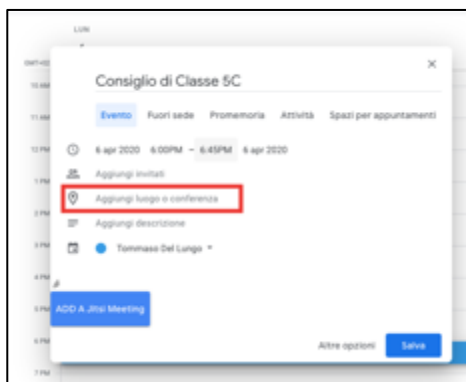 LUN
GMT+02
10 AM
Consiglio di Classe 5C
11 AM
Evento Fuori sede Promemoria Attività Spazi per appuntamenti
12 PM
6 apr 2020 6:00PM – 6:45PM 6 apr 2020
Aggiungi invitati
1 PM
Aggiungi luogo o conferenza
2 PM
Aggiungi descrizione
3 PM
Tommaso Del Lungo
4 PM
5 PM
ADD A Jitsi Meeting
6 PM
Altre opzioni Salva
7 PM